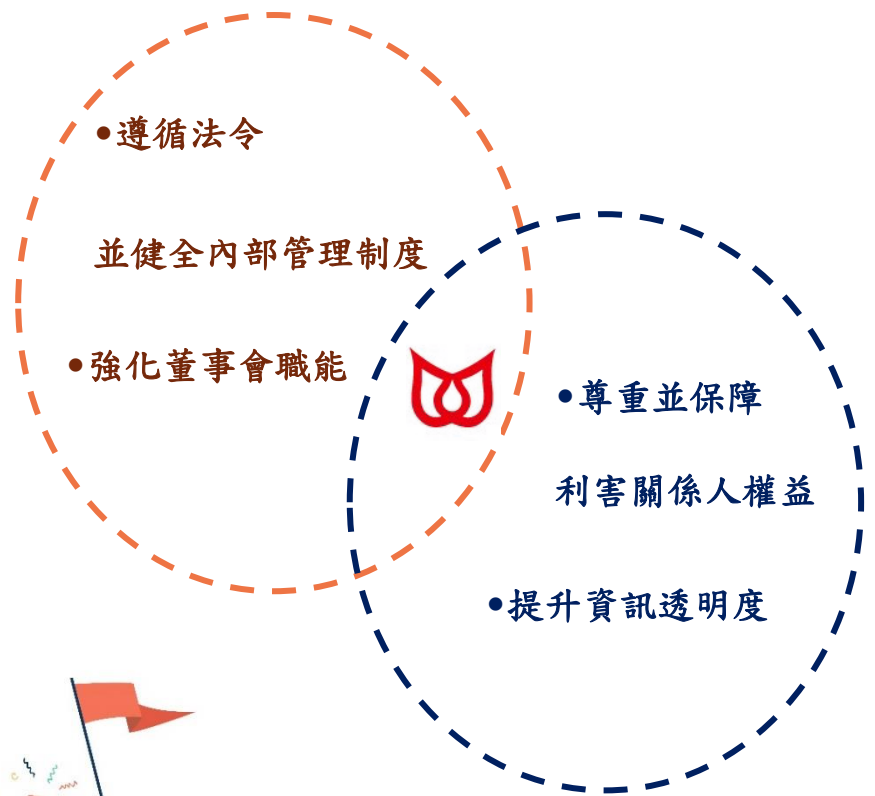 •遵循法令
並健全內部管理制度
•強化董事會職能
•尊重並保障
利害關係人權益
•提升資訊透明度